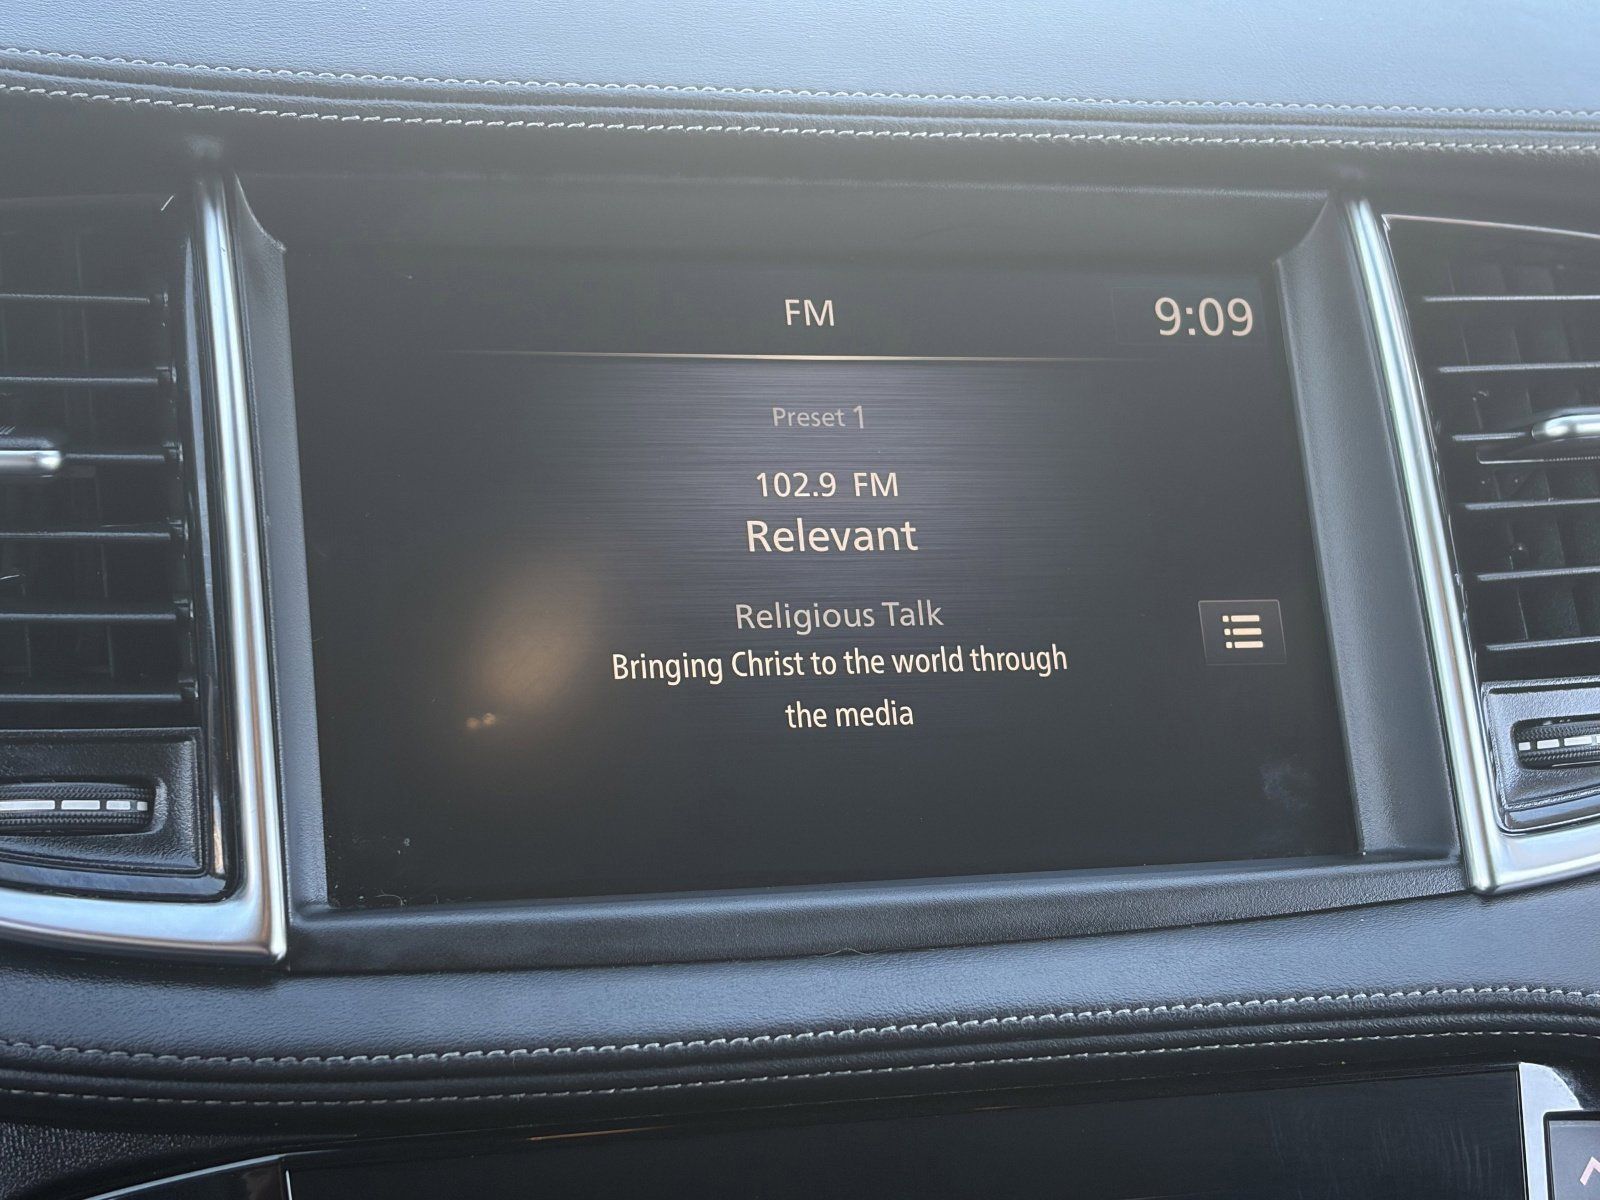 FM
9:09
Preset 1
102.9 FM
Relevant
Religious Talk
Bringing Christ to the world through
the media